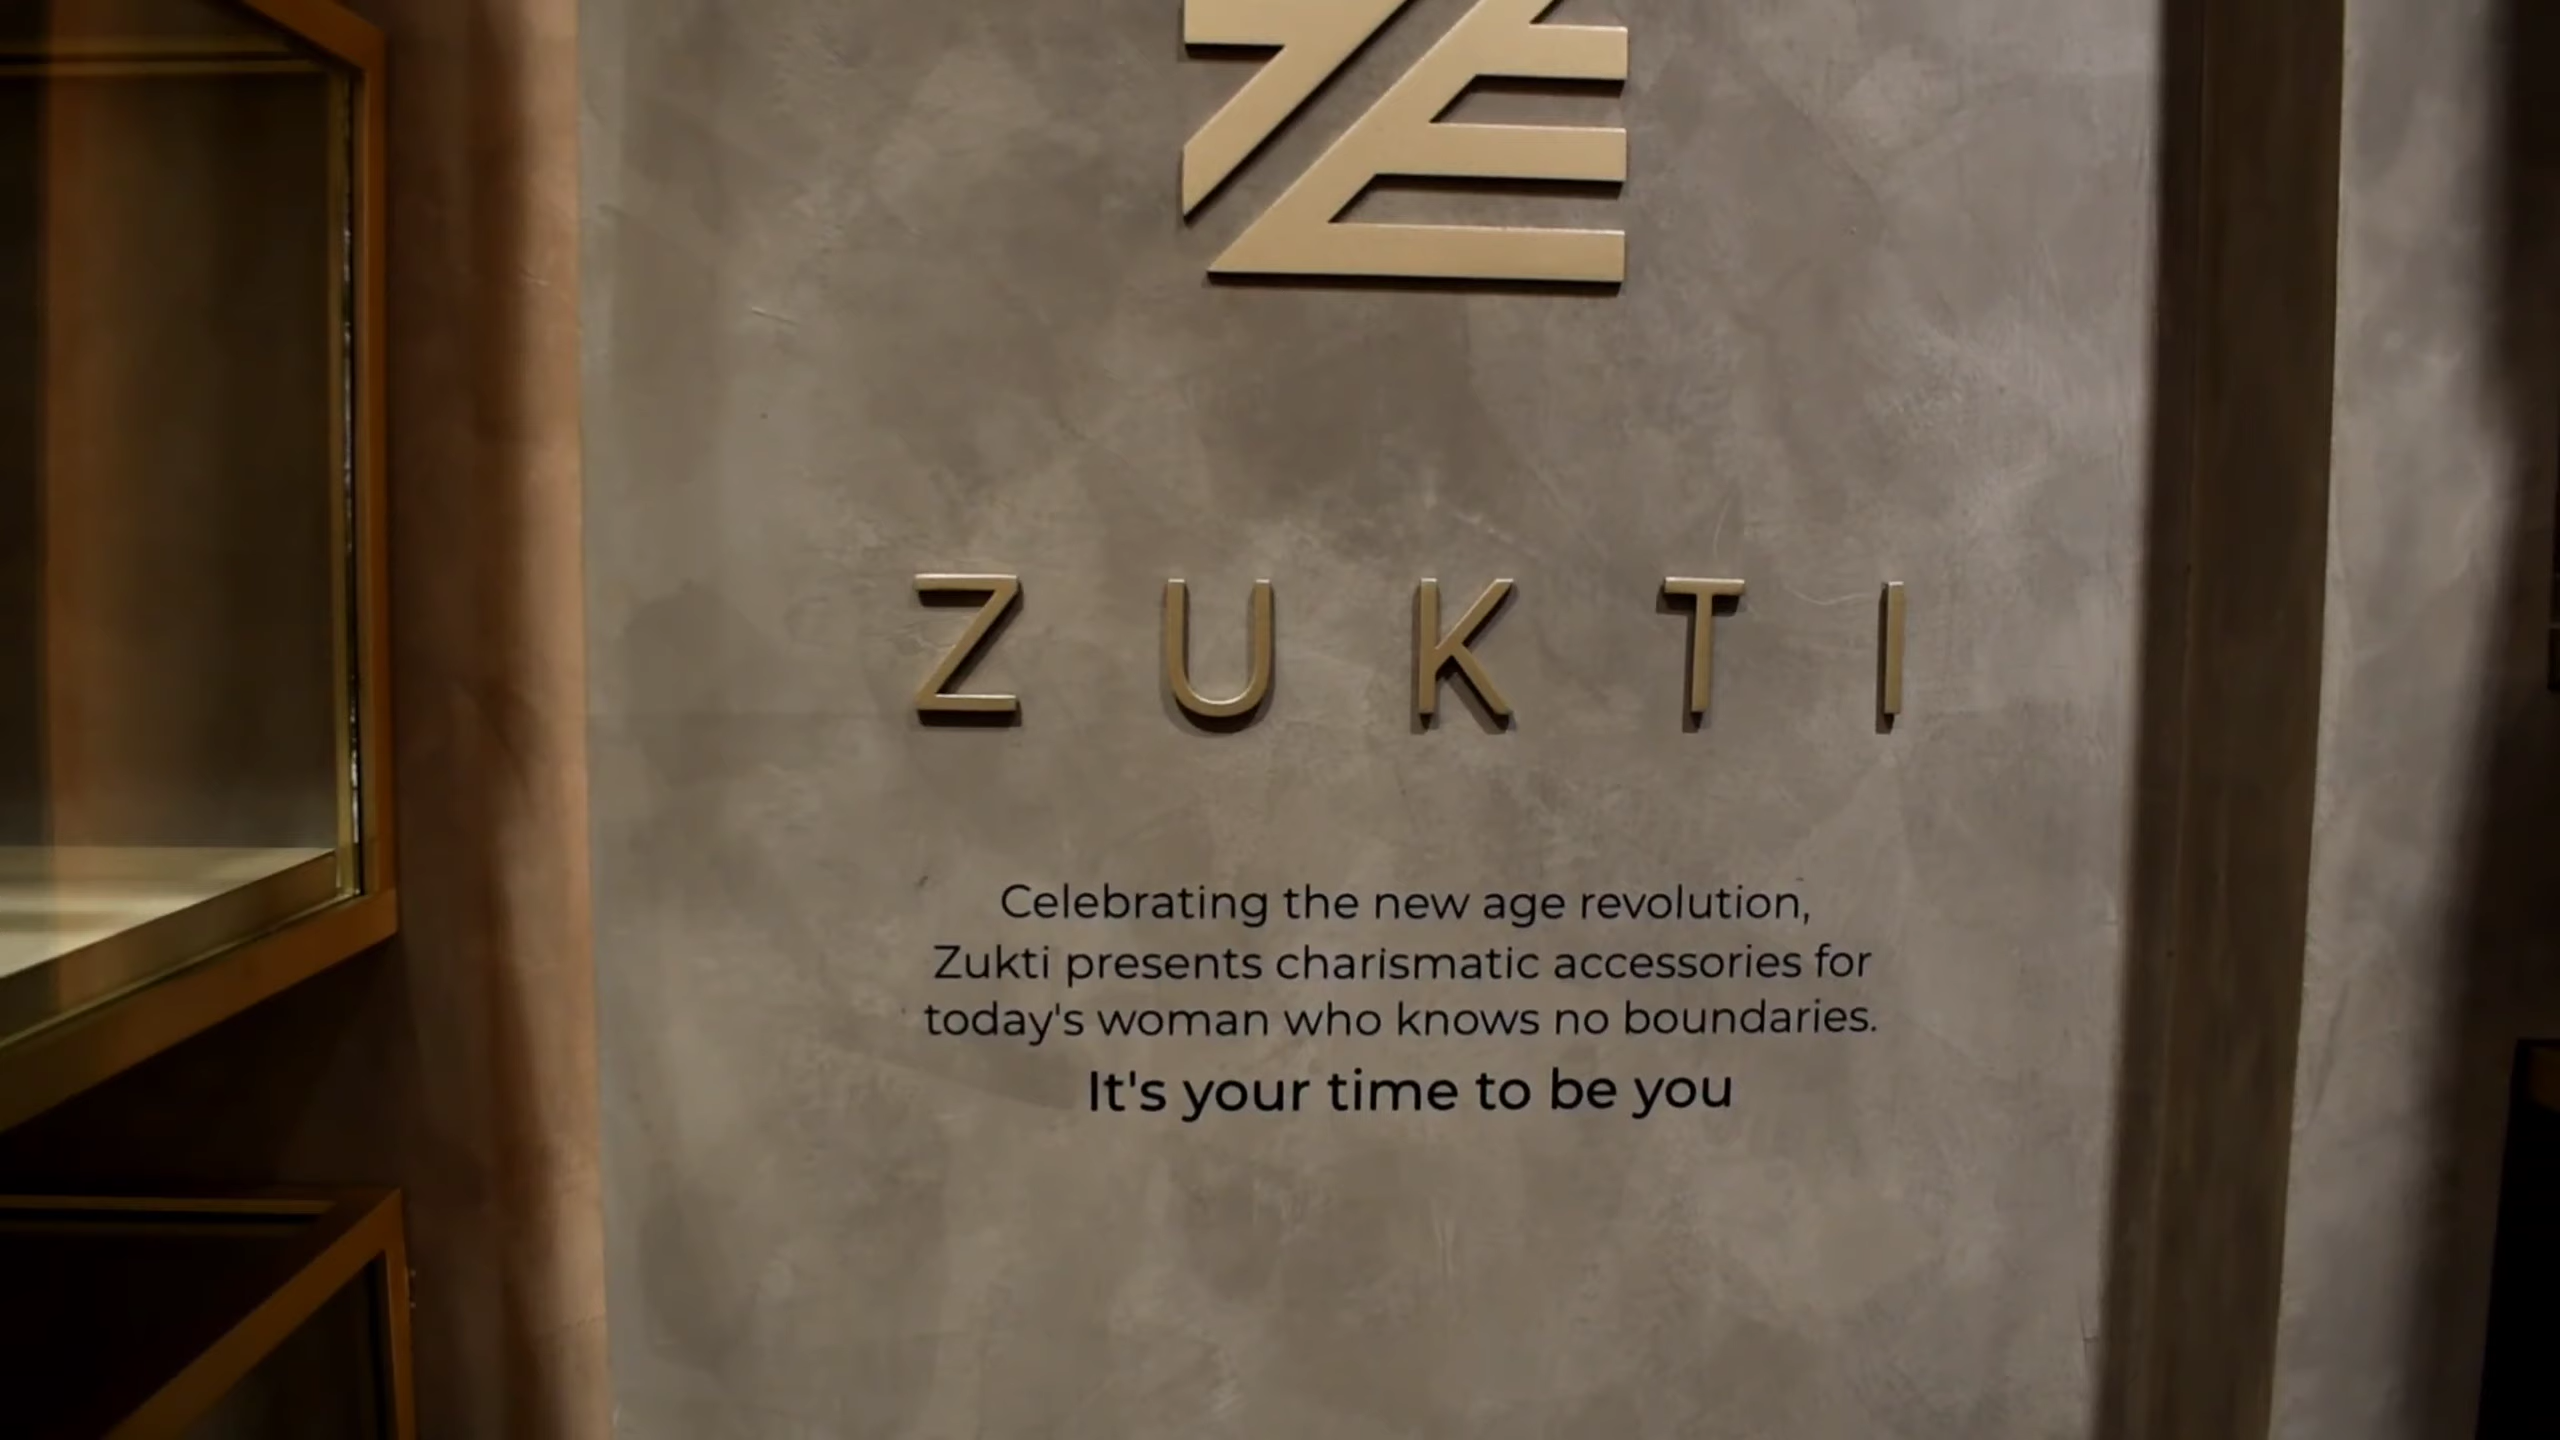 ZUKTI
Celebrating the new age revolution,
Zukti presents charismatic accessories for
today's woman who knows no boundaries.
It's your time to be you